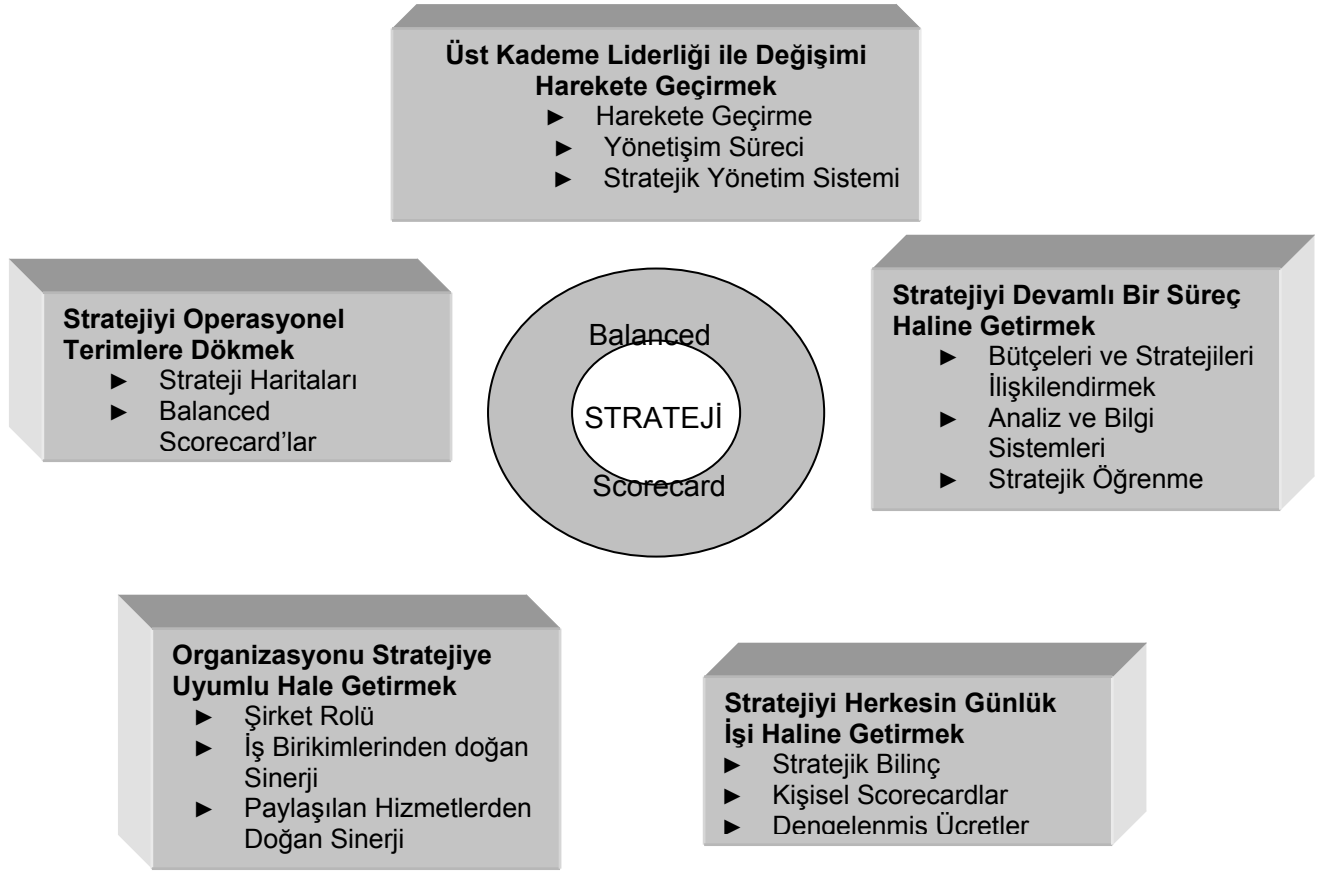 Üst Kademe Liderliği ile Değişimi
Harekete Geçirmek
► Harekete Geçirme
► Yönetişim Süreci
► Stratejik Yönetim Sistemi
Stratejiyi Operasyonel
Terimlere Dökmek
► Strateji Haritaları
► Balanced
Scorecard’lar
Balanced
STRATEJİ
Scorecard
Stratejiyi Devamlı Bir Süreç
Haline Getirmek
► Bütçeleri ve Stratejileri
İlişkilendirmek
► Analiz ve Bilgi
Sistemleri
► Stratejik Öğrenme
Organizasyonu Stratejiye
Uyumlu Hale Getirmek
► Şirket Rolü
► İş Birikimlerinden doğan
Sinerji
► Paylaşılan Hizmetlerden
Doğan Sinerji
Stratejiyi Herkesin Günlük
İşi Haline Getirmek
► Stratejik Bilinç
► Kişisel Scorecardlar
► Dengelenmiş Ücretler